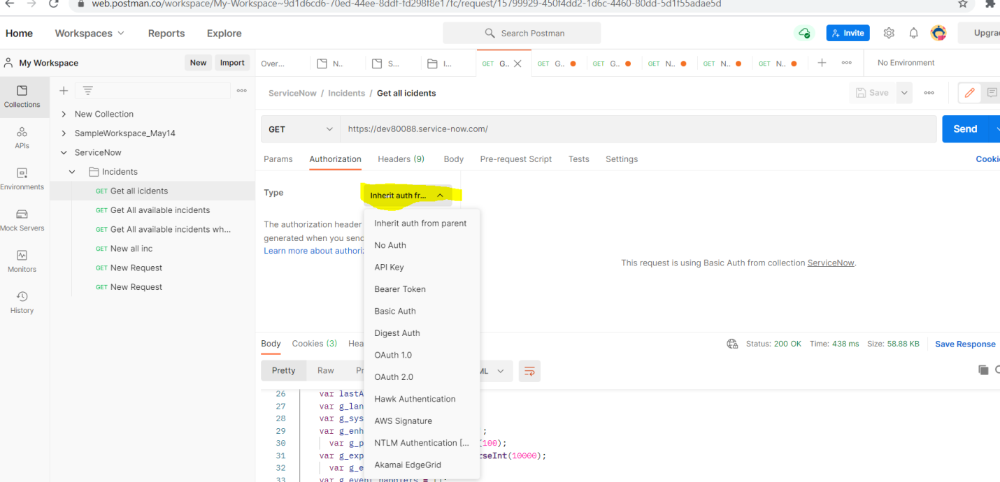 web.postman.co/workspace/My-Workspace~9d1d6cd6-70ed-44ee-8ddf-fd298f8e17fc/request/15799929-450f4dd2-1d6c-4460-80dd-5d1f55adae5d
Home Workspaces Reports Explore Search Postman Invite
My Workspace New Import Over... N.. S... I... GET G.. GET G.. GET G.. GET N.. GET N.. GET N.. No Environment
ServiceNow / Incidents / Get all icidents Save
Collections
APIs
Environments
Mock Servers
Monitors
History
New Collection
SampleWorkspace_May14
ServiceNow
Incidents
GET Get all icidents
GET Get All available incidents
GET Get All available incidents wh...
GET New all inc
GET New Request
GET New Request
GET https://dev80088.service-now.com/ Send
Params Authorization Headers (9) Body Pre-request Script Tests Settings
Type Inherit auth fr...
The authorization header
generated when you send
Inherit auth from parent
No Auth
API Key
Bearer Token
Basic Auth
Digest Auth
OAuth 1.0
OAuth 2.0
Hawk Authentication
AWS Signature
NTLM Authentication [...
Akamai EdgeGrid
Learn more about
This request is using Basic Auth from collection ServiceNow.
Body Cookies (3) Status: 200 OK Time: 438 ms Size: 58.88 KB Save Response
Pretty Raw
26 var lastA
27 var g_lan
28 var g_sys
29 var g_enh ;
30 var g_p (100);
31 var g_exp rseInt(10000);
32 var g_e
33 var g_event_handlers = [];